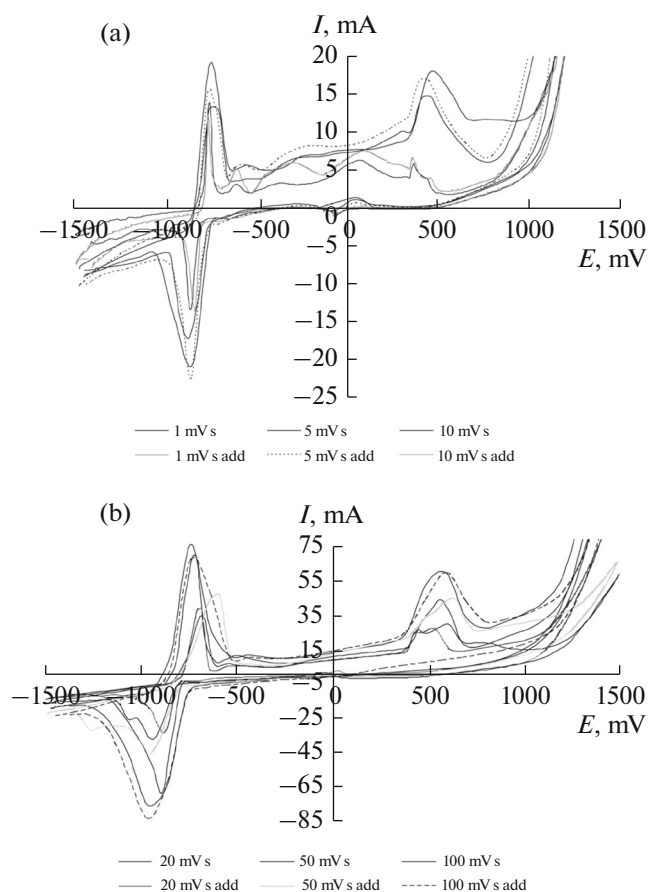 (a)
I, mA
20
15
10
5
0
−1500 −1000 −500 0 500 1000 1500
E, mV
−5
−10
−15
−20
−25
1 mV s 5 mV s 10 mV s
1 mV s add 5 mV s add 10 mV s add
(b)
I, mA
75
55
35
15
−1500 −1000 −500 0 500 1000 1500
−5
E, mV
−25
−45
−65
−85
20 mV s 50 mV s 100 mV s
20 mV s add 50 mV s add 100 mV s add